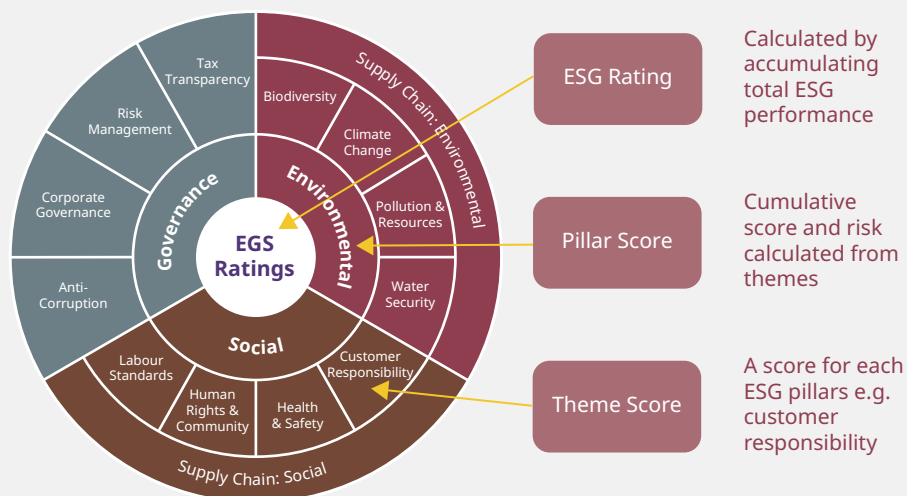 Tax
Transparency
Risk
Management
Corporate
Governance
Anti-
Corruption
Governance
Supply Chain: Environmental
Biodiversity
Climate
Change
Pollution &
Resources
Water
Security
Environmental
EGS
Ratings
Social
Labour
Standards
Human
Rights &
Community
Health
& Safety
Customer
Responsibility
Supply Chain: Social
ESG Rating
Calculated by
accumulating
total ESG
performance
Pillar Score
Cumulative
score and risk
calculated from
themes
Theme Score
A score for each
ESG pillars e.g.
customer
responsibility